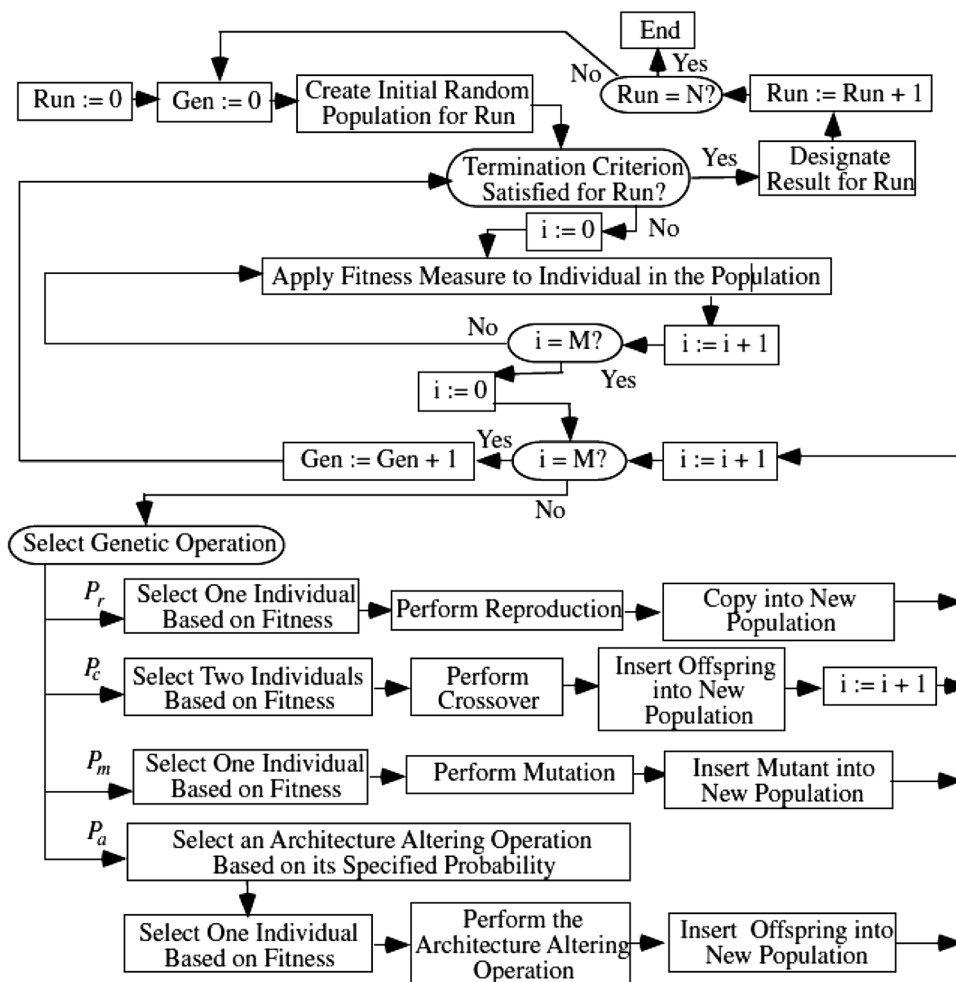 End
No
Yes
Run := 0
Gen := 0
Create Initial Random
Population for Run
Run = N?
Run := Run + 1
Termination Criterion
Satisfied for Run?
Yes
Designate
Result for Run
i := 0
No
Apply Fitness Measure to Individual in the Population
No
i = M?
i := i + 1
Yes
i := 0
Gen := Gen + 1
Yes
i = M?
i := i + 1
No
Select Genetic Operation
Pr
Select One Individual
Based on Fitness
Perform Reproduction
Copy into New
Population
Pc
Select Two Individuals
Based on Fitness
Perform
Crossover
Insert Offspring
into New
Population
i := i + 1
Pm
Select One Individual
Based on Fitness
Perform Mutation
Insert Mutant into
New Population
Pa
Select an Architecture Altering Operation
Based on its Specified Probability
Select One Individual
Based on Fitness
Perform the
Architecture Altering
Operation
Insert Offspring into
New Population